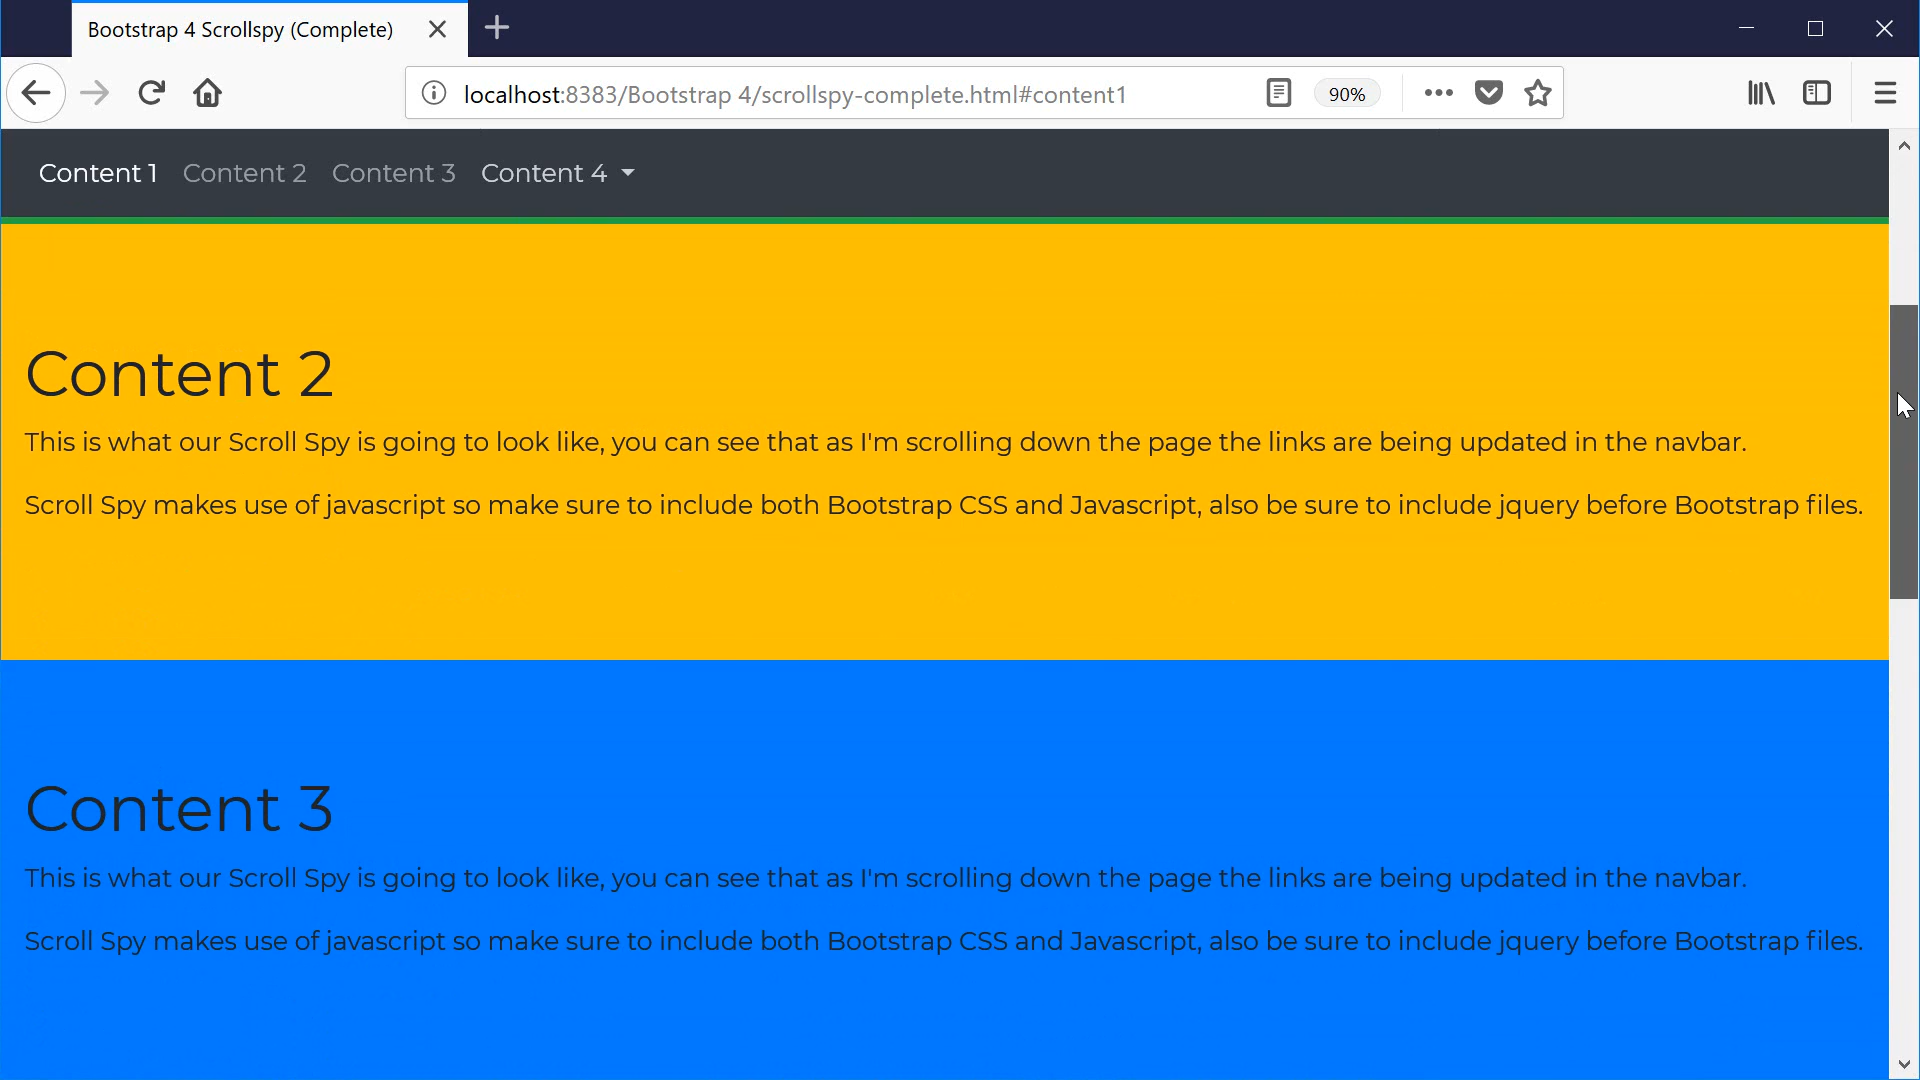 Bootstrap 4 Scrollspy (Complete)
localhost:8383/Bootstrap 4/scrollspy-complete.html#content1
90%
Content 1 Content 2 Content 3 Content 4
Content 2
This is what our Scroll Spy is going to look like, you can see that as I'm scrolling down the page the links are being updated in the navbar.
Scroll Spy makes use of javascript so make sure to include both Bootstrap CSS and Javascript, also be sure to include jquery before Bootstrap files.
Content 3
This is what our Scroll Spy is going to look like, you can see that as I'm scrolling down the page the links are being updated in the navbar.
Scroll Spy makes use of javascript so make sure to include both Bootstrap CSS and Javascript, also be sure to include jquery before Bootstrap files.